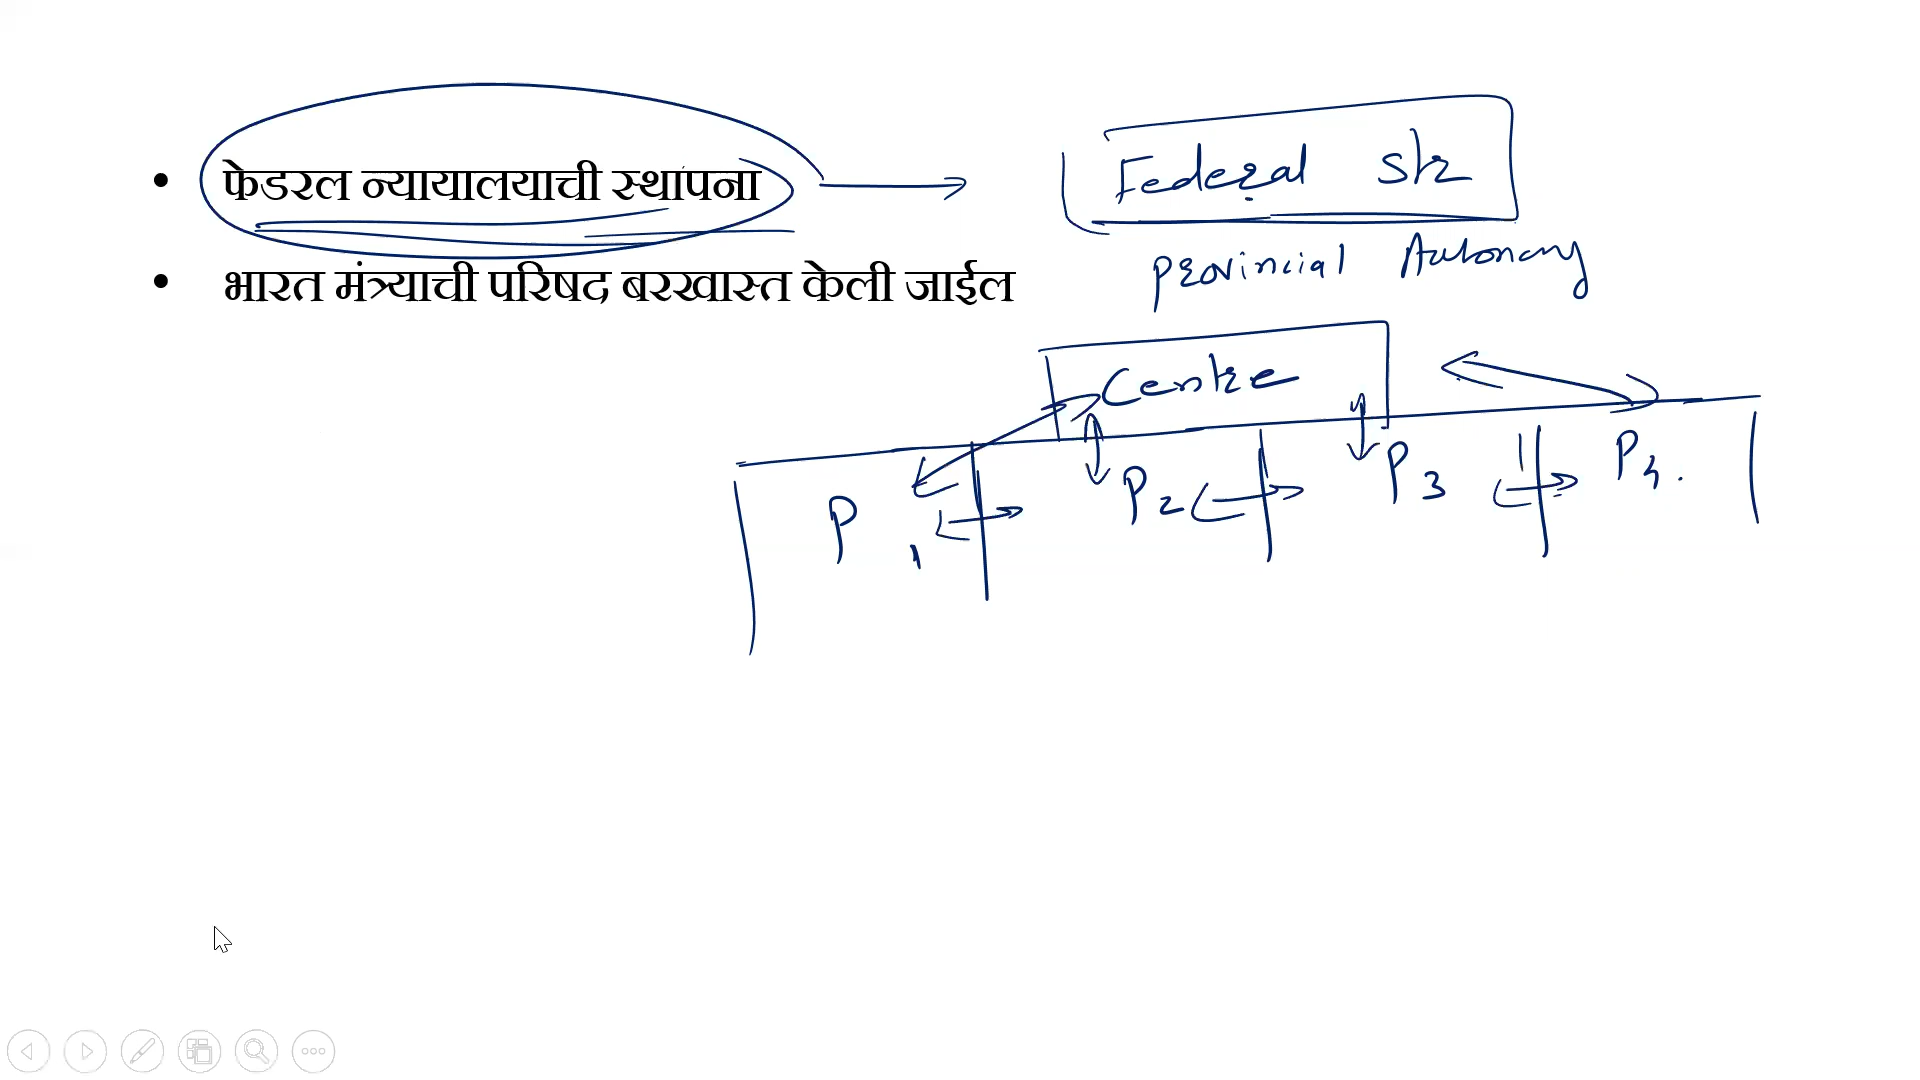 • फेडरल न्यायालयाची स्थापना
Federal Str
Provincial Autonomy
• भारत मंत्र्याची परिषद बरखास्त केली जाईल
Centre
P1 P2 P3 P4.